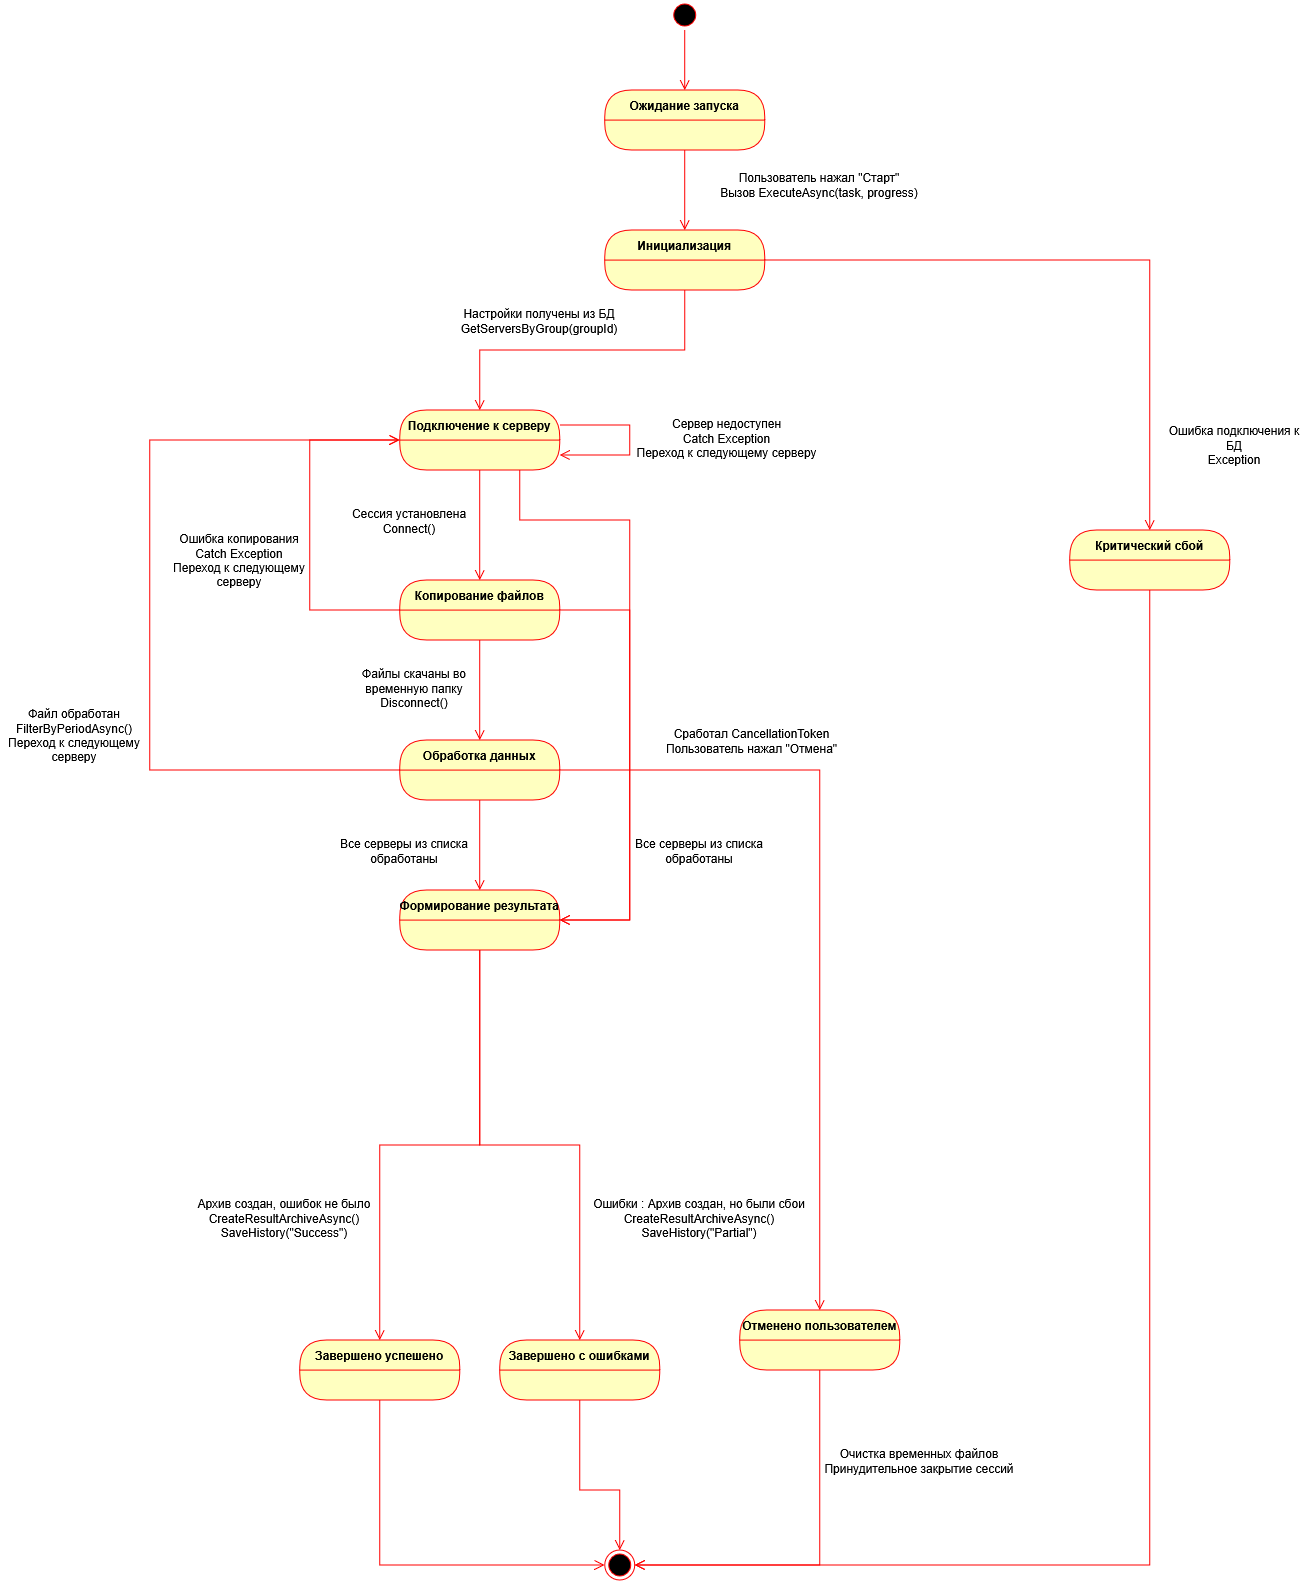 Ожидание запуска
Пользователь нажал "Старт"
Вызов ExecuteAsync(task, progress)
Инициализация
Настройки получены из БД
GetServersByGroup(groupId)
Подключение к серверу
Сервер недоступен
Catch Exception
Переход к следующему серверу
Ошибка подключения к
БД
Exception
Сессия установлена
Connect()
Ошибка копирования
Catch Exception
Переход к следующему
серверу
Критический сбой
Копирование файлов
Файлы скачаны во
временную папку
Disconnect()
Файл обработан
FilterByPeriodAsync()
Переход к следующему
серверу
Сработал CancellationToken
Пользователь нажал "Отмена"
Обработка данных
Все серверы из списка
обработаны
Все серверы из списка
обработаны
Формирование результата
Архив создан, ошибок не было
CreateResultArchiveAsync()
SaveHistory("Success")
Ошибки : Архив создан, но были сбои
CreateResultArchiveAsync()
SaveHistory("Partial")
Отменено пользователем
Завершено успешено
Завершено с ошибками
Очистка временных файлов
Принудительное закрытие сессий